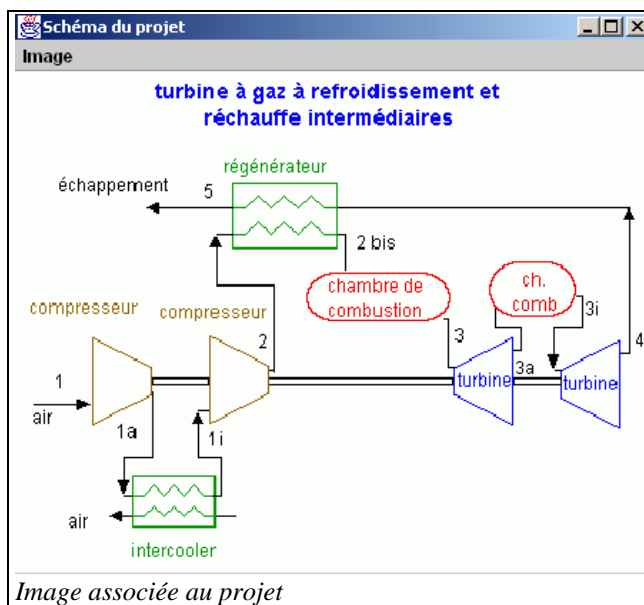 Schéma du projet
Image
turbine à gaz à refroidissement et
réchauffe intermédiaires
régénérateur
échappement
5
2 bis
chambre de
combustion
ch.
comb
3i
compresseur
compresseur
2
3
3a
4
1
air
turbine
turbine
1a
1i
air
intercooler
Image associée au projet